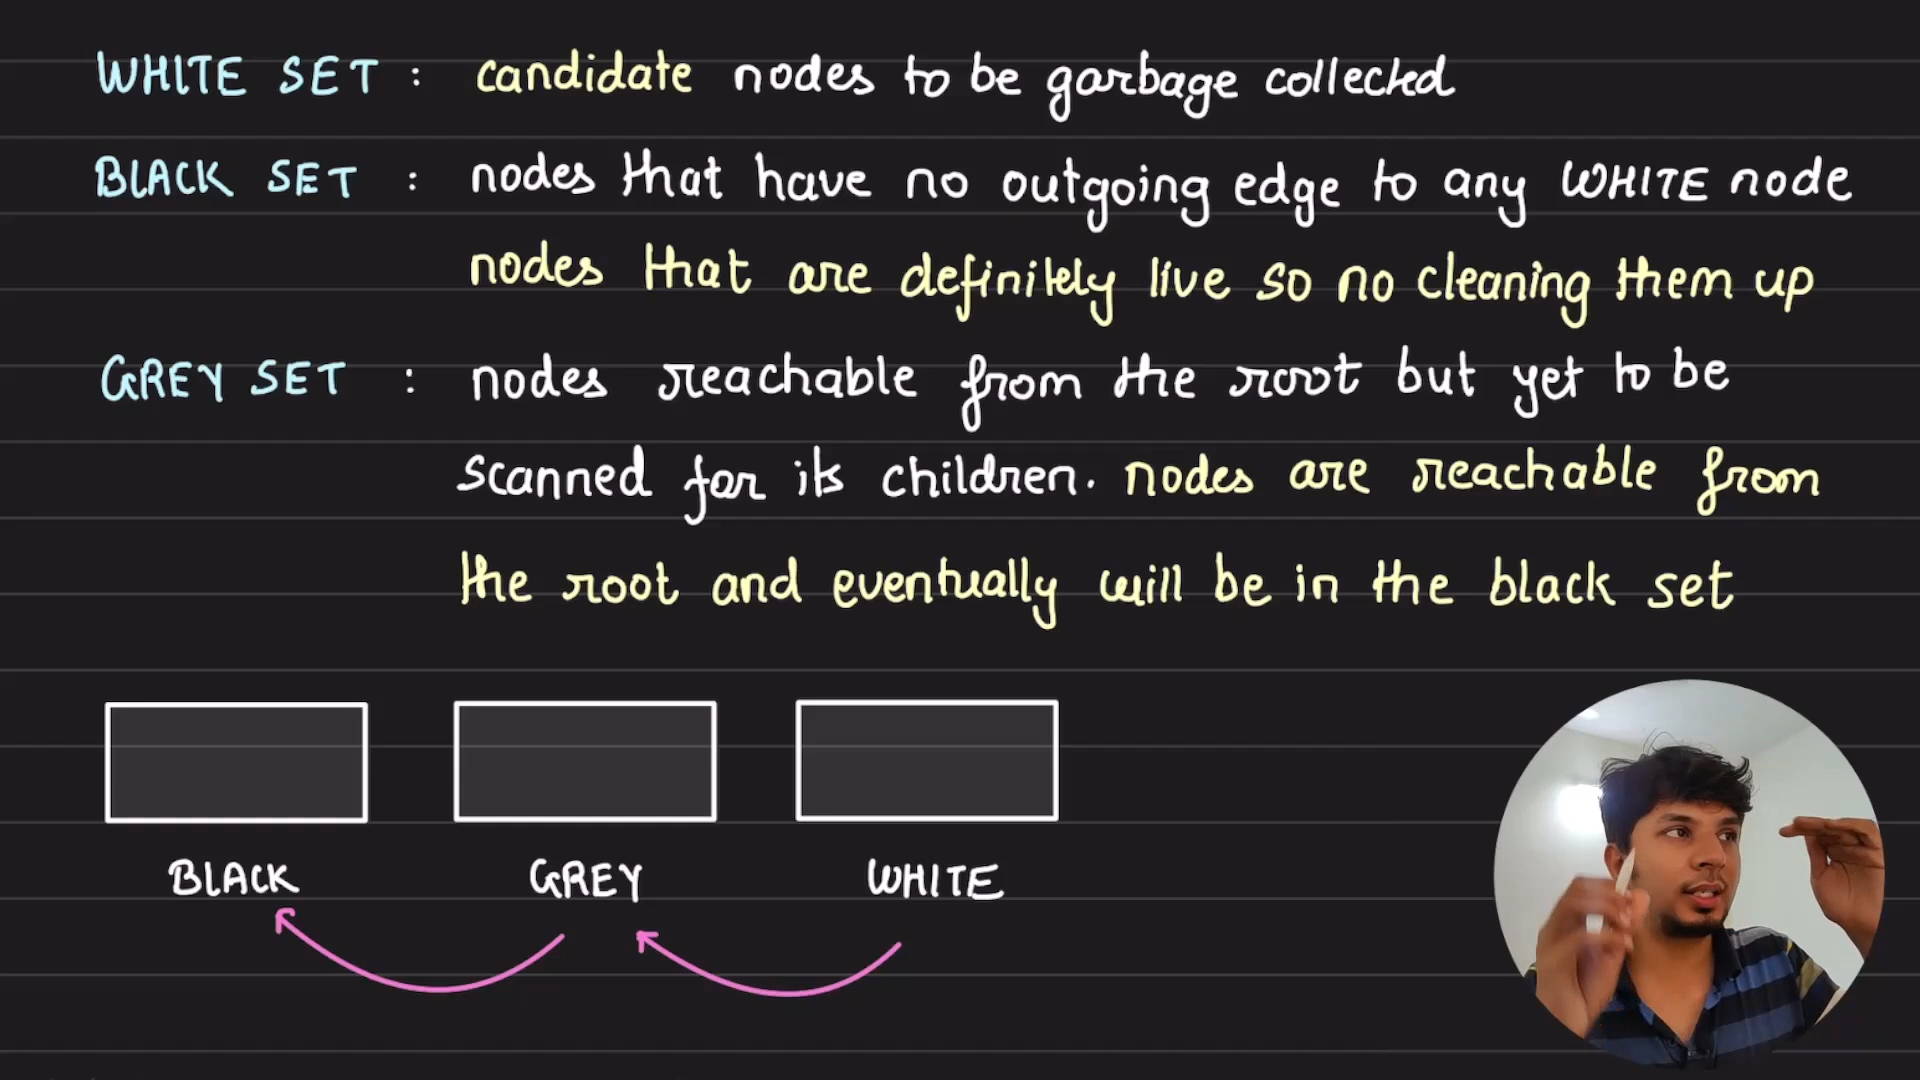 WHITE SET : candidate nodes to be garbage collected
BLACK SET : nodes that have no outgoing edge to any WHITE node
nodes that are definitely live so no cleaning them up
GREY SET : nodes reachable from the root but yet to be
scanned for its children. nodes are reachable from
the root and eventually will be in the black set
BLACK GREY WHITE